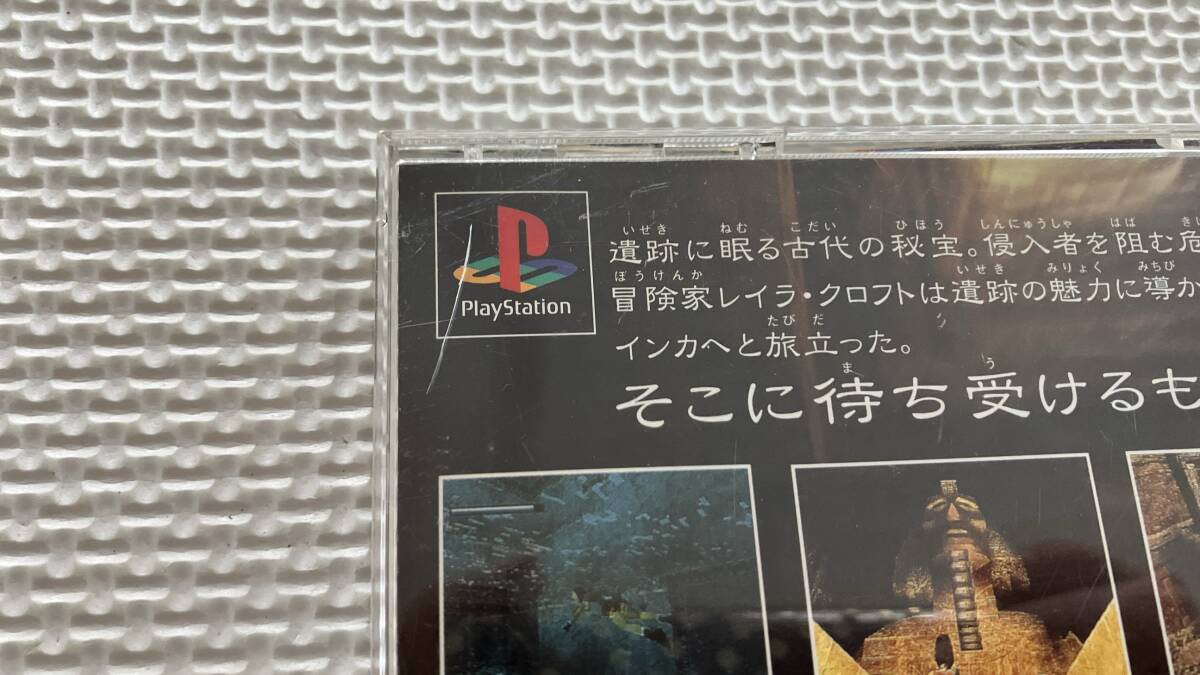 PlayStation
いせき ねむ こだい ひほう しんにゅうしゃ はば き
遺跡に眠る古代の秘宝。侵入者を阻む危
ぼうけんか いせき みりょく みちび
冒険家レイラ・クロフトは遺跡の魅力に導か
たび だ
インカへと旅立った。
ま う
そこに待ち受けるも